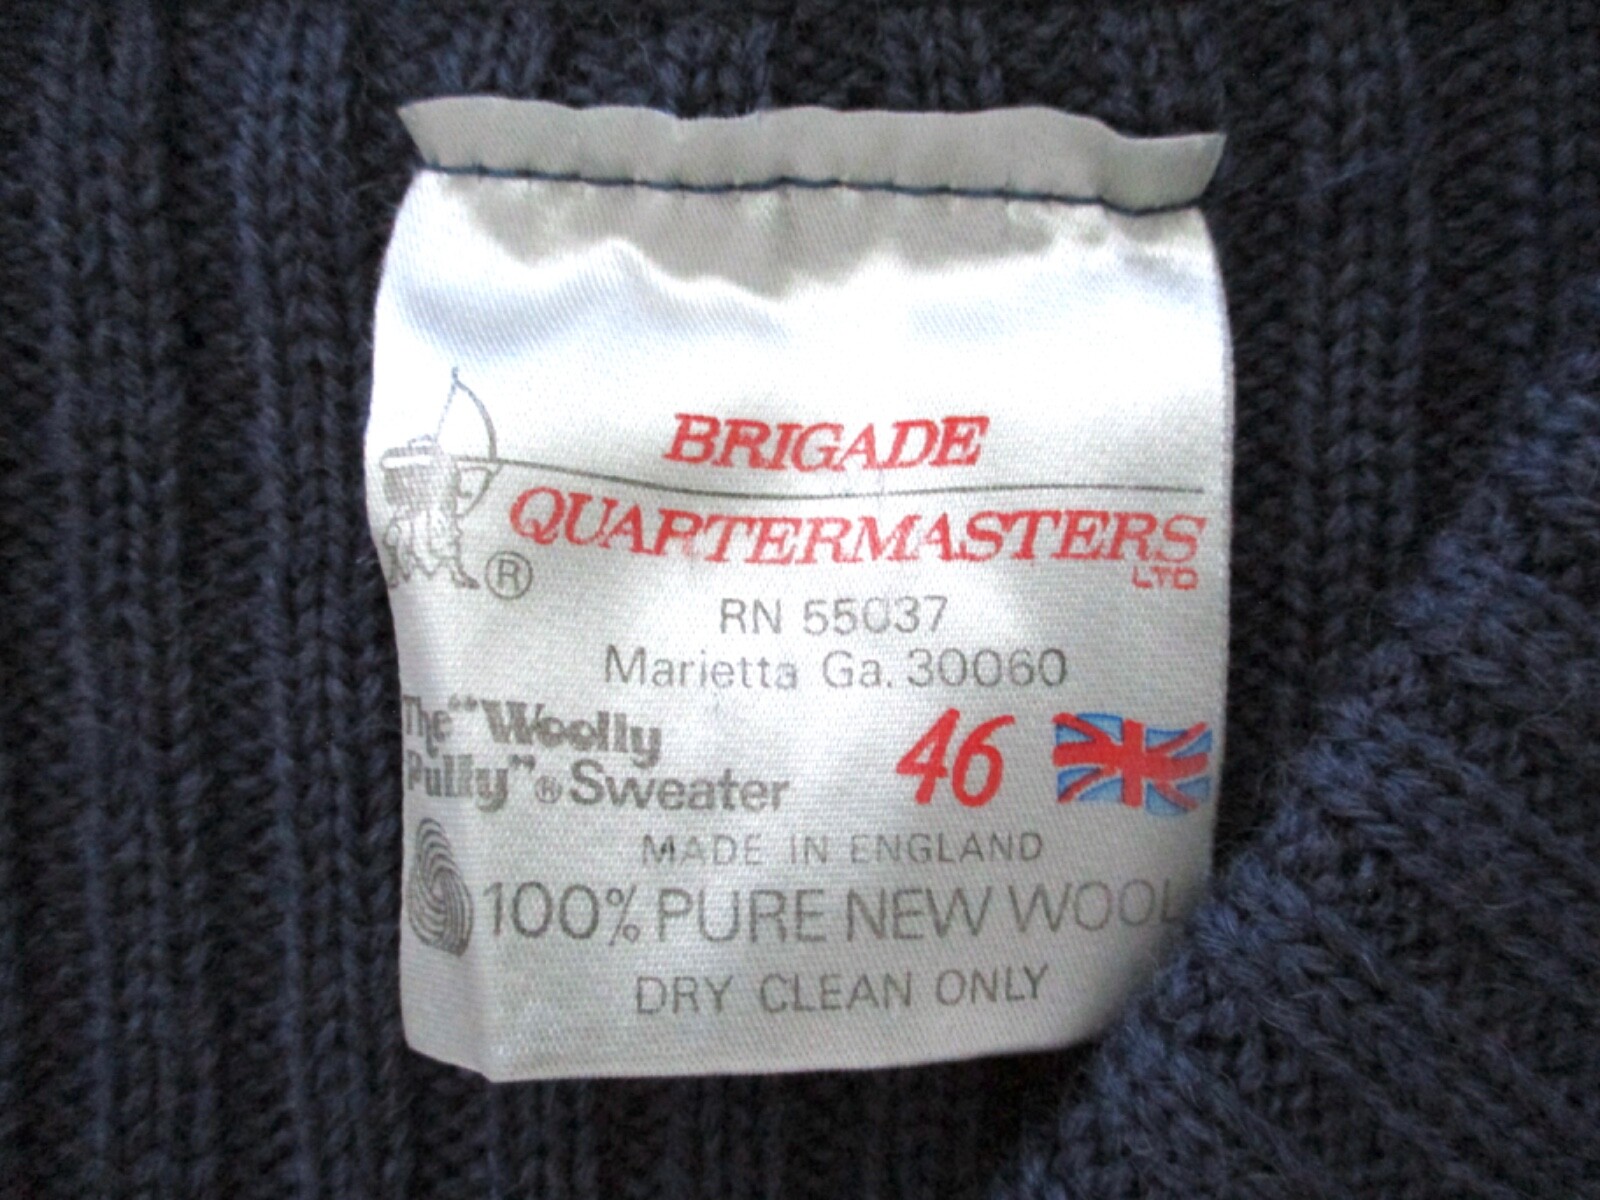 BRIGADE
QUARTERMASTERS
LTD
®
RN 55037
Marietta Ga. 30060
The "Woolly
Pully"® Sweater
46
MADE IN ENGLAND
100% PURE NEW WOOL
DRY CLEAN ONLY